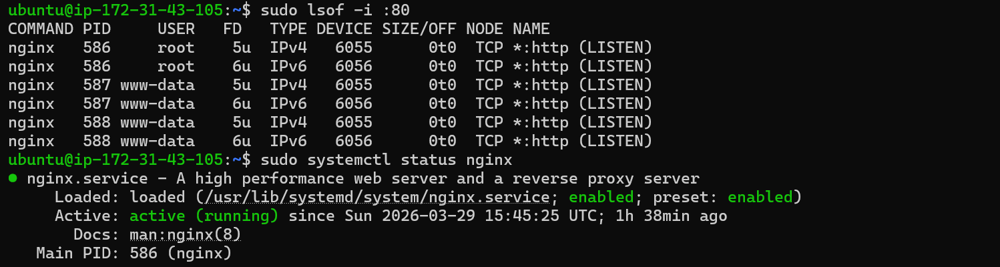 ubuntu@ip-172-31-43-105:~$ sudo lsof -i :80
COMMAND PID     USER   FD   TYPE DEVICE SIZE/OFF NODE NAME
nginx   586     root    5u  IPv4   6055      0t0  TCP *:http (LISTEN)
nginx   586     root    6u  IPv6   6056      0t0  TCP *:http (LISTEN)
nginx   587 www-data    5u  IPv4   6055      0t0  TCP *:http (LISTEN)
nginx   587 www-data    6u  IPv6   6056      0t0  TCP *:http (LISTEN)
nginx   588 www-data    5u  IPv4   6055      0t0  TCP *:http (LISTEN)
nginx   588 www-data    6u  IPv6   6056      0t0  TCP *:http (LISTEN)
ubuntu@ip-172-31-43-105:~$ sudo systemctl status nginx
● nginx.service - A high performance web server and a reverse proxy server
     Loaded: loaded (/usr/lib/systemd/system/nginx.service; enabled; preset: enabled)
     Active: active (running) since Sun 2026-03-29 15:45:25 UTC; 1h 38min ago
       Docs: man:nginx(8)
   Main PID: 586 (nginx)